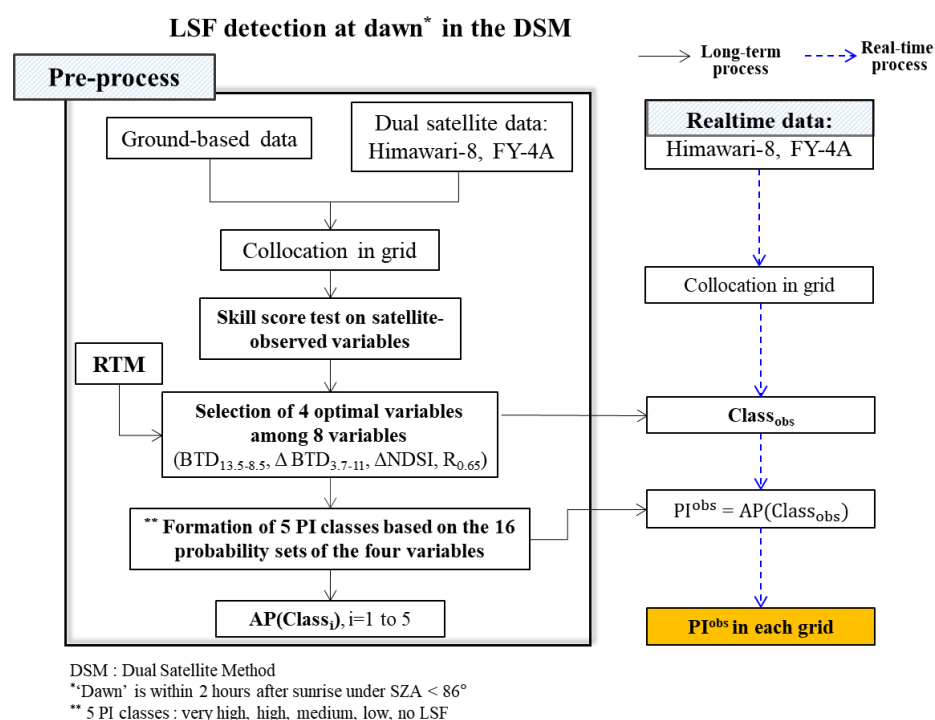 LSF detection at dawn* in the DSM
Long-term
process
Real-time
process
Pre-process
Ground-based data
Dual satellite data:
Himawari-8, FY-4A
Collocation in grid
Skill score test on satellite-
observed variables
RTM
Selection of 4 optimal variables
among 8 variables
(BTD13.5-8.5, Δ BTD3.7-11, ΔNDSI, R0.65)
** Formation of 5 PI classes based on the 16
probability sets of the four variables
AP(Classi), i=1 to 5
Realtime data:
Himawari-8, FY-4A
Collocation in grid
Classobs
PIobs = AP(Classobs)
PIobs in each grid
DSM : Dual Satellite Method
*‘Dawn’ is within 2 hours after sunrise under SZA < 86°
** 5 PI classes : very high, high, medium, low, no LSF